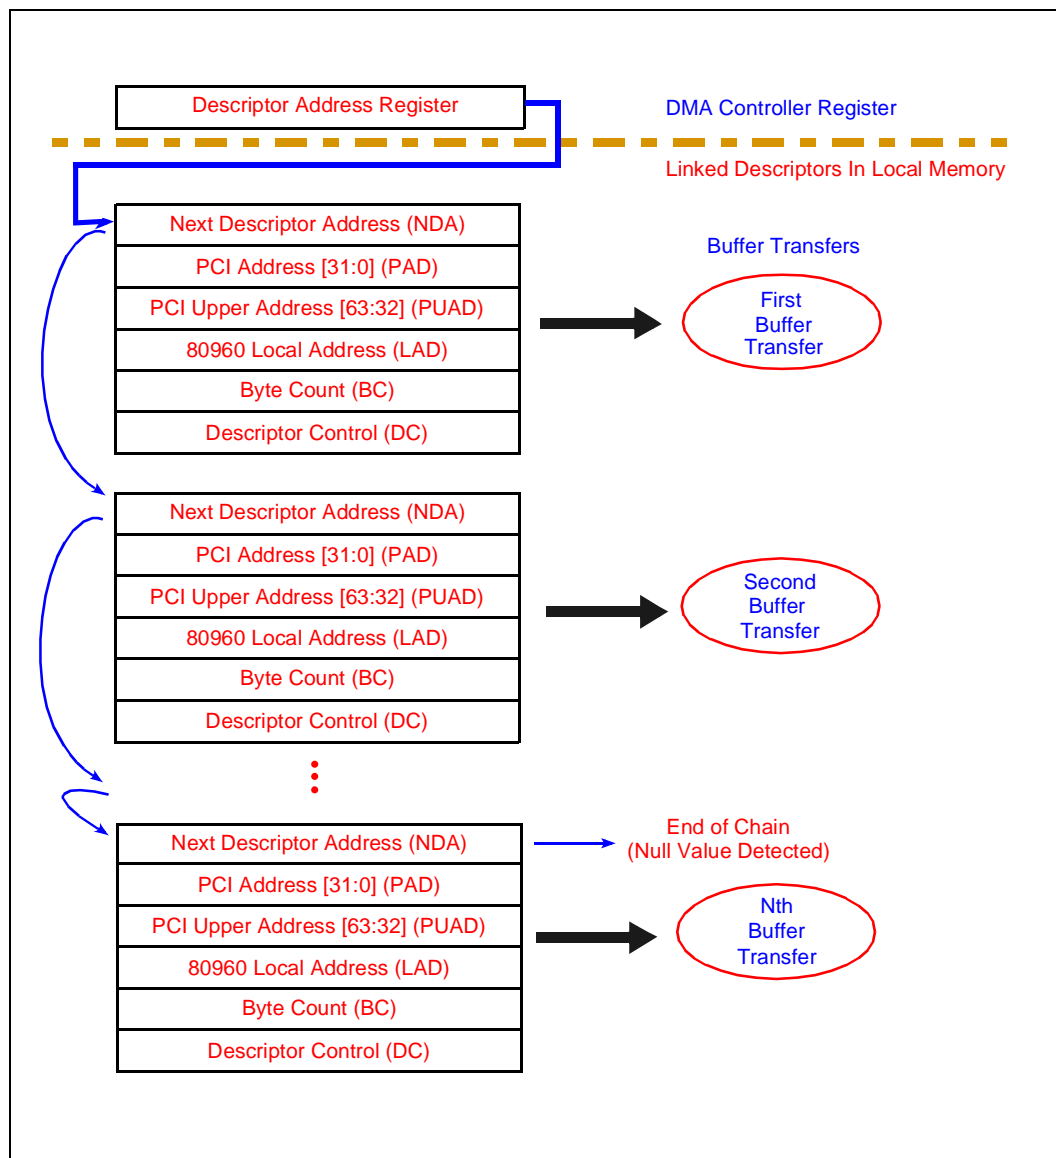 Descriptor Address Register
DMA Controller Register
Linked Descriptors In Local Memory
Next Descriptor Address (NDA)
PCI Address [31:0] (PAD)
PCI Upper Address [63:32] (PUAD)
80960 Local Address (LAD)
Byte Count (BC)
Descriptor Control (DC)
Buffer Transfers
First
Buffer
Transfer
Next Descriptor Address (NDA)
PCI Address [31:0] (PAD)
PCI Upper Address [63:32] (PUAD)
80960 Local Address (LAD)
Byte Count (BC)
Descriptor Control (DC)
Second
Buffer
Transfer
Next Descriptor Address (NDA)
PCI Address [31:0] (PAD)
PCI Upper Address [63:32] (PUAD)
80960 Local Address (LAD)
Byte Count (BC)
Descriptor Control (DC)
End of Chain
(Null Value Detected)
Nth
Buffer
Transfer